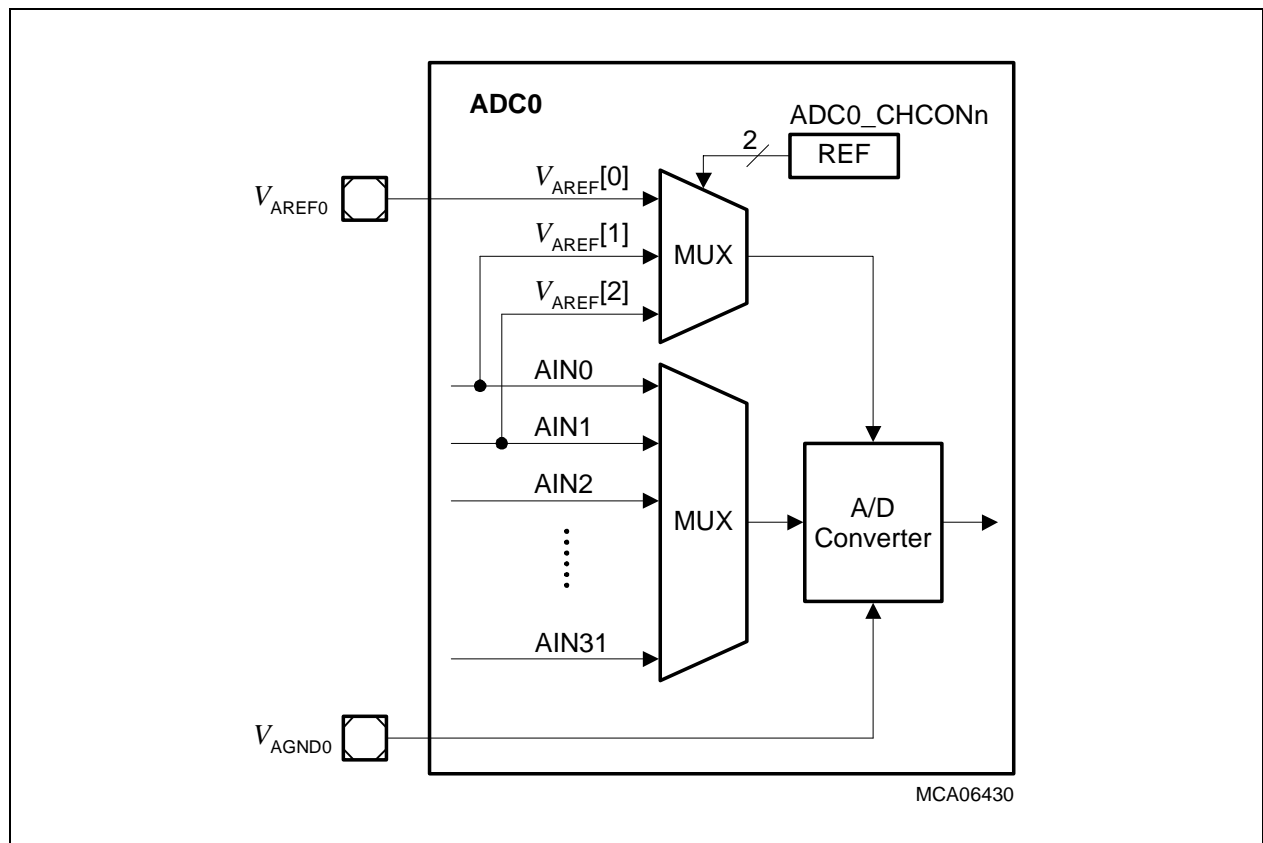 ADC0
ADC0_CHCONn
2
REF
VAREF0
VAREF[0]
VAREF[1]
MUX
VAREF[2]
AIN0
AIN1
AIN2
MUX
A/D
Converter
AIN31
VAGND0
MCA06430